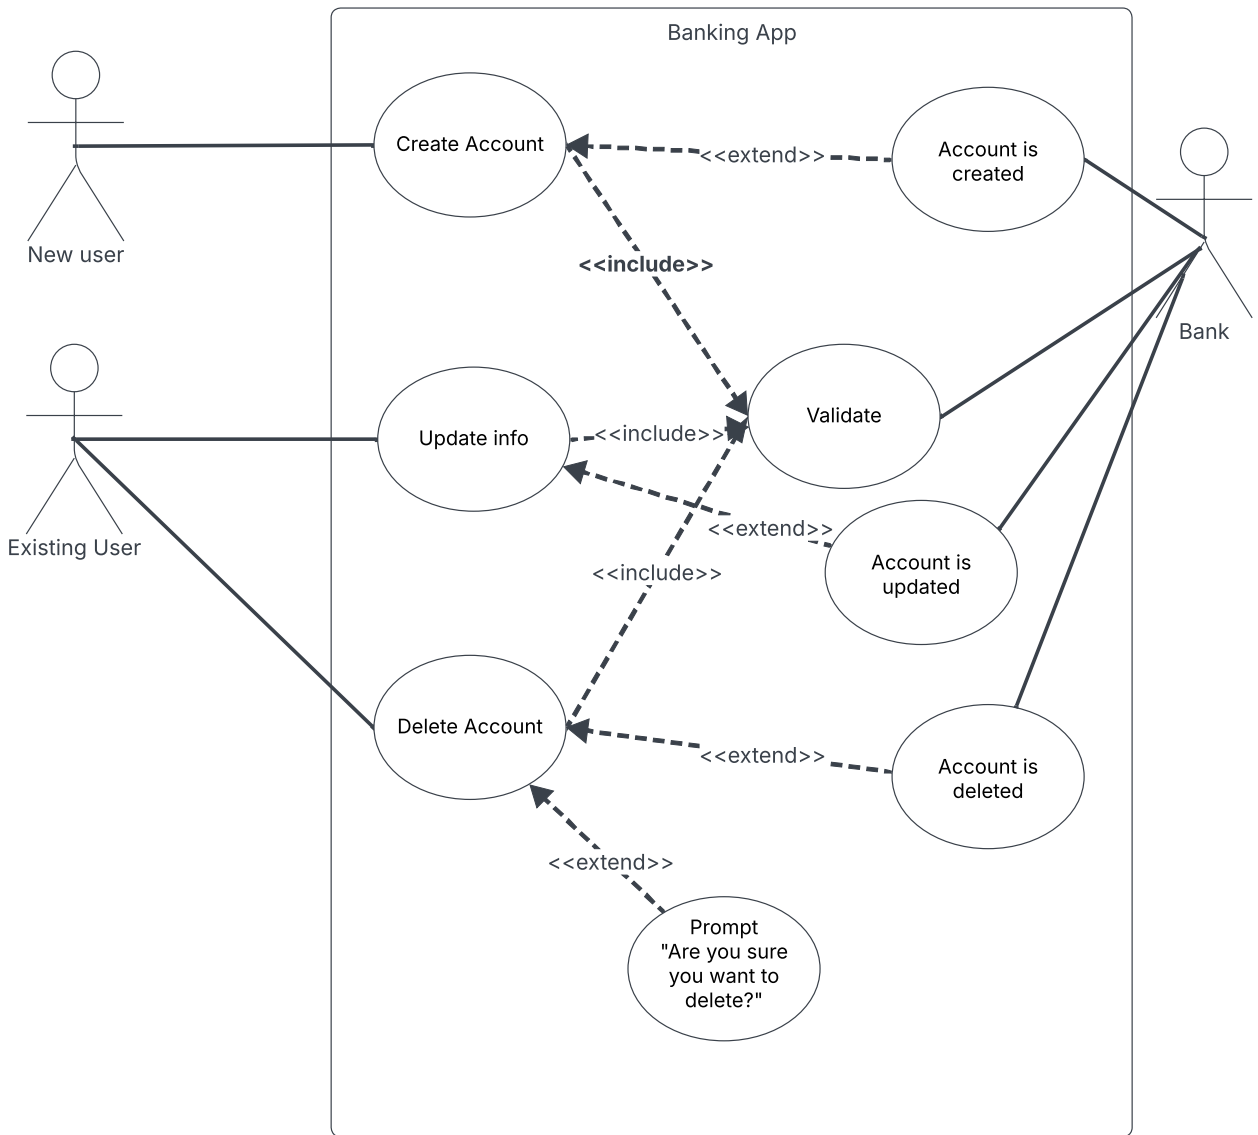 Banking App
Create Account
<<extend>>
Account is
created
New user
<<include>>
Bank
Validate
Update info
<<include>>
Existing User
<<extend>>
Account is
updated
<<include>>
Delete Account
<<extend>>
Account is
deleted
<<extend>>
Prompt
"Are you sure
you want to
delete?"